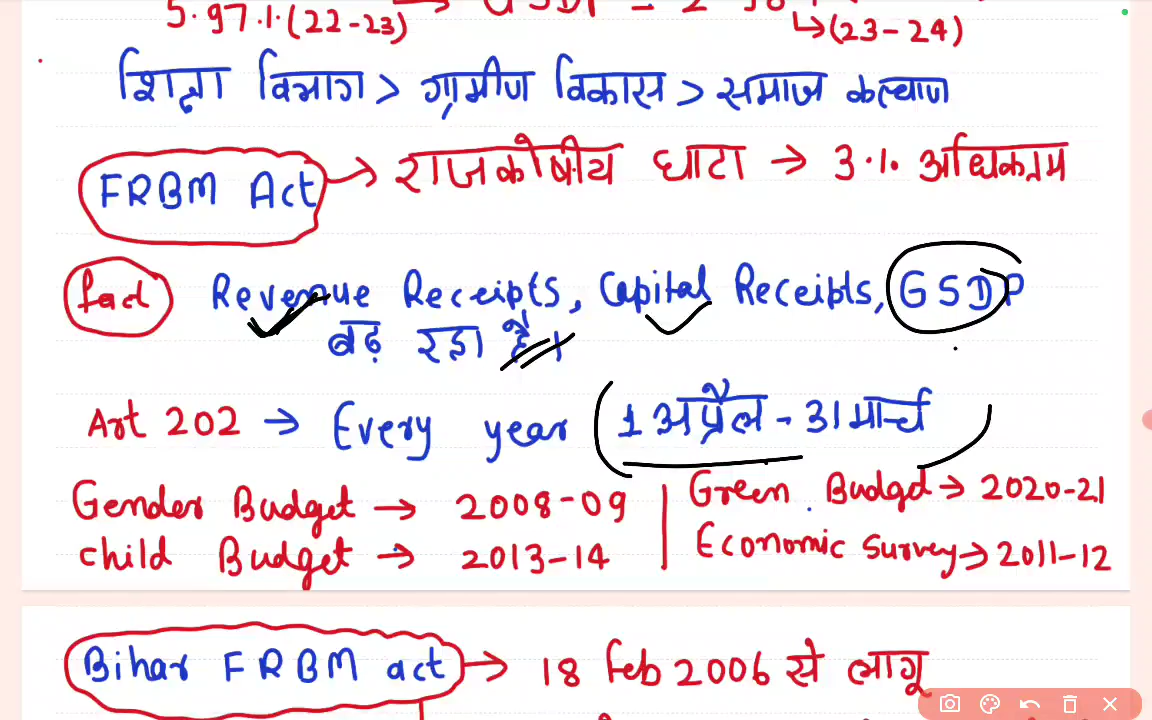 5.97.1.(22-23)
↳(23-24)
शिक्षा विभाग > ग्रामीण विकास > समाज कल्याण
FRBM Act → राजकोषीय घाटा → 3.1. अधिकतम
fact Revenue Receipts, Capital Receipts, GSDP
बढ़ रहा है।
Art 202 → Every year (1 अप्रैल - 31 मार्च)
Gender Budget → 2008-09 | Green Budget → 2020-21
child Budget → 2013-14 | Economic survey → 2011-12
Bihar FRBM act → 18 feb 2006 से लागू